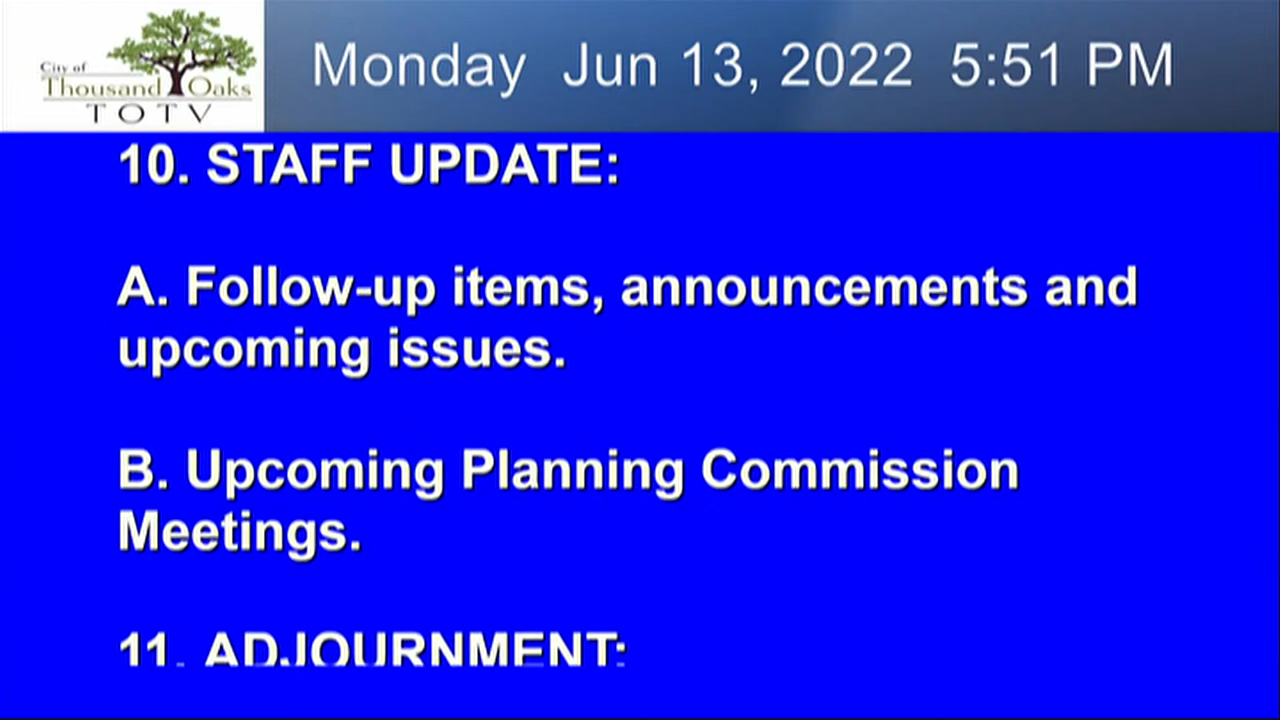 City of
Thousand Oaks
TOTV
Monday Jun 13, 2022 5:51 PM
10. STAFF UPDATE:
A. Follow-up items, announcements and
upcoming issues.
B. Upcoming Planning Commission
Meetings.
11. ADJOURNMENT: